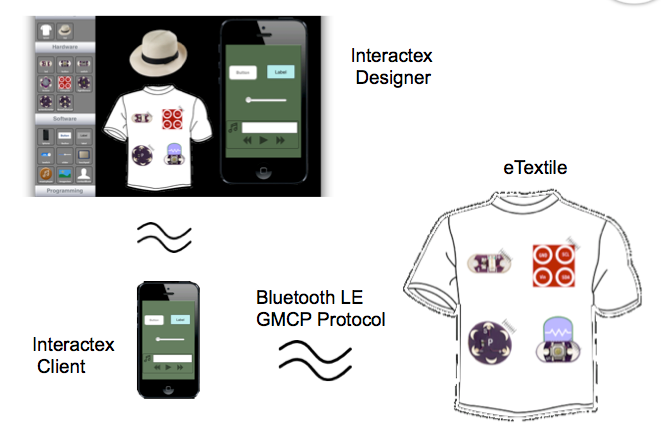 Hardware
Software
Programming
Button
Label
Interactex
Designer
eTextile
Bluetooth LE
GMCP Protocol
Interactex
Client
Button
Label
P